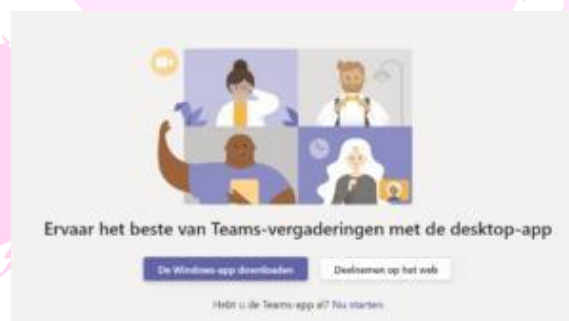 Ervaar het beste van Teams-vergaderingen met de desktop-app
De Windows-app downloaden
Deelnemen op het web
Hebt u de Teams-app al? Nu starten